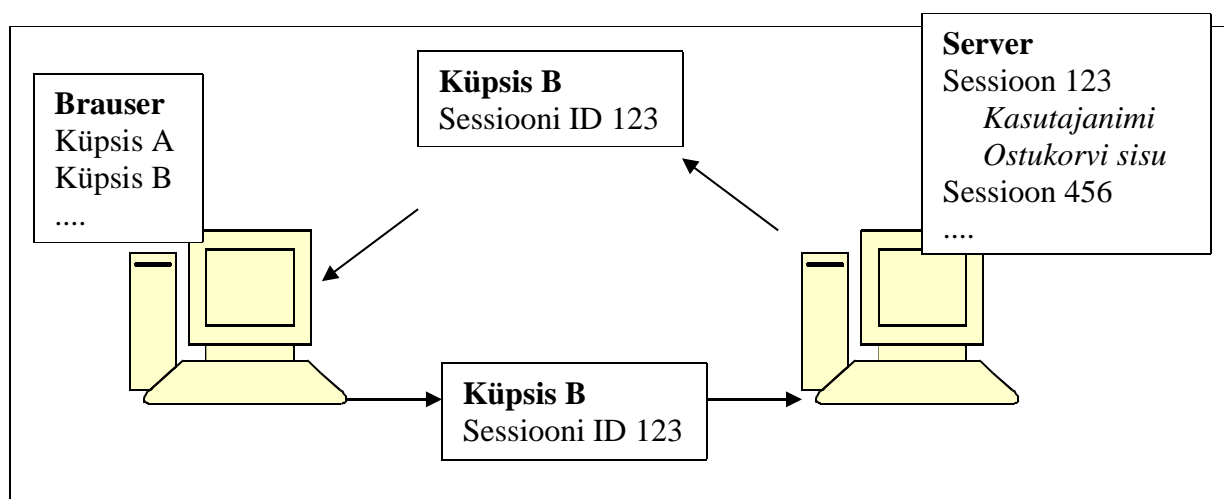 Brauser
Küpsis A
Küpsis B
....
Küpsis B
Sessiooni ID 123
Server
Sessioon 123
Kasutajanimi
Ostukorvi sisu
Sessioon 456
....
Küpsis B
Sessiooni ID 123